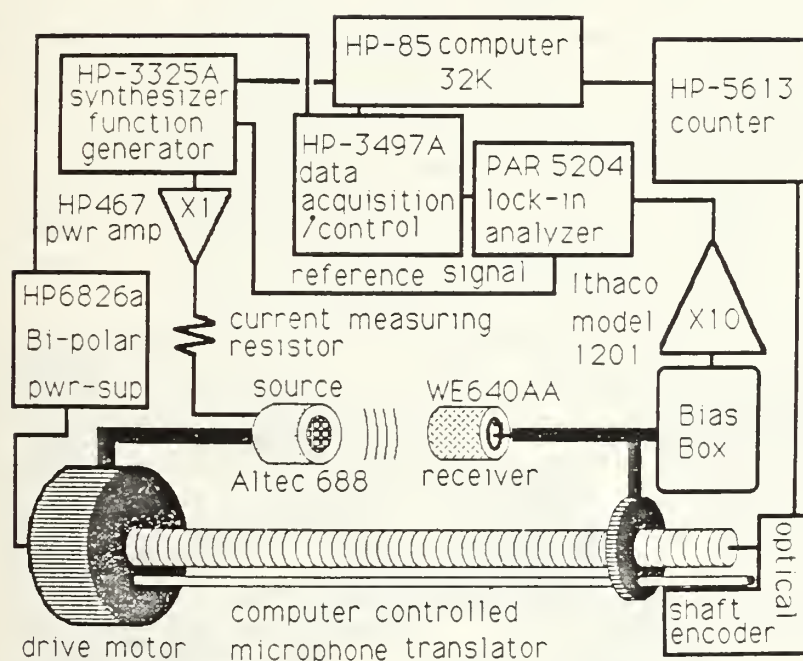 HP-3325A
synthesizer
function
generator
HP-85 computer
32K
HP-5613
counter
HP-3497A
data
acquisition
/control
PAR 5204
lock-in
analyzer
HP467
pwr amp
X1
reference signal
HP6826a
Bi-polar
pwr-sup
current measuring
resistor
Ithaco
model
1201
X10
source
WE640AA
Bias
Box
Altec 688
receiver
optical
shaft
encoder
drive motor
computer controlled
microphone translator